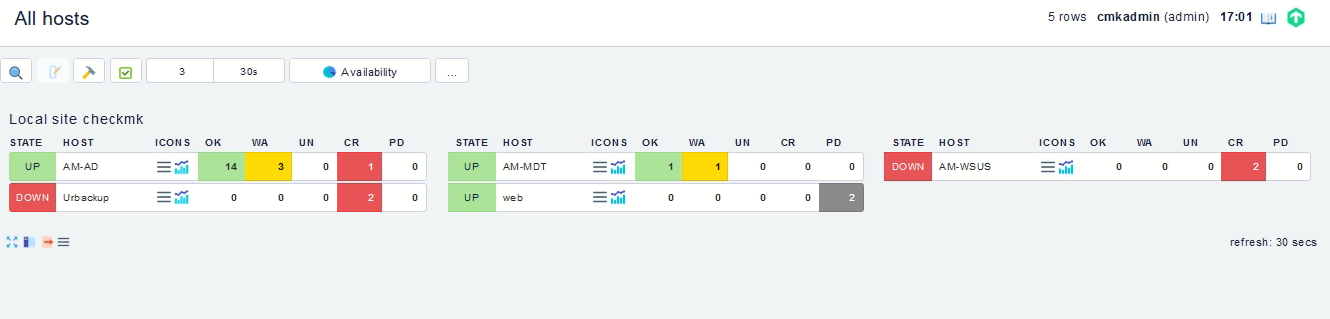 All hosts 5 rows cmkadmin (admin) 17:01
3 30s Availability ...
Local site checkmk
STATE HOST ICONS OK WA UN CR PD STATE HOST ICONS OK WA UN CR PD STATE HOST ICONS OK WA UN CR PD
UP AM-AD 14 3 0 1 0 UP AM-MDT 1 1 0 0 0 DOWN AM-WSUS 0 0 0 2 0
DOWN Urbackup 0 0 0 2 0 UP web 0 0 0 0 2
refresh: 30 secs